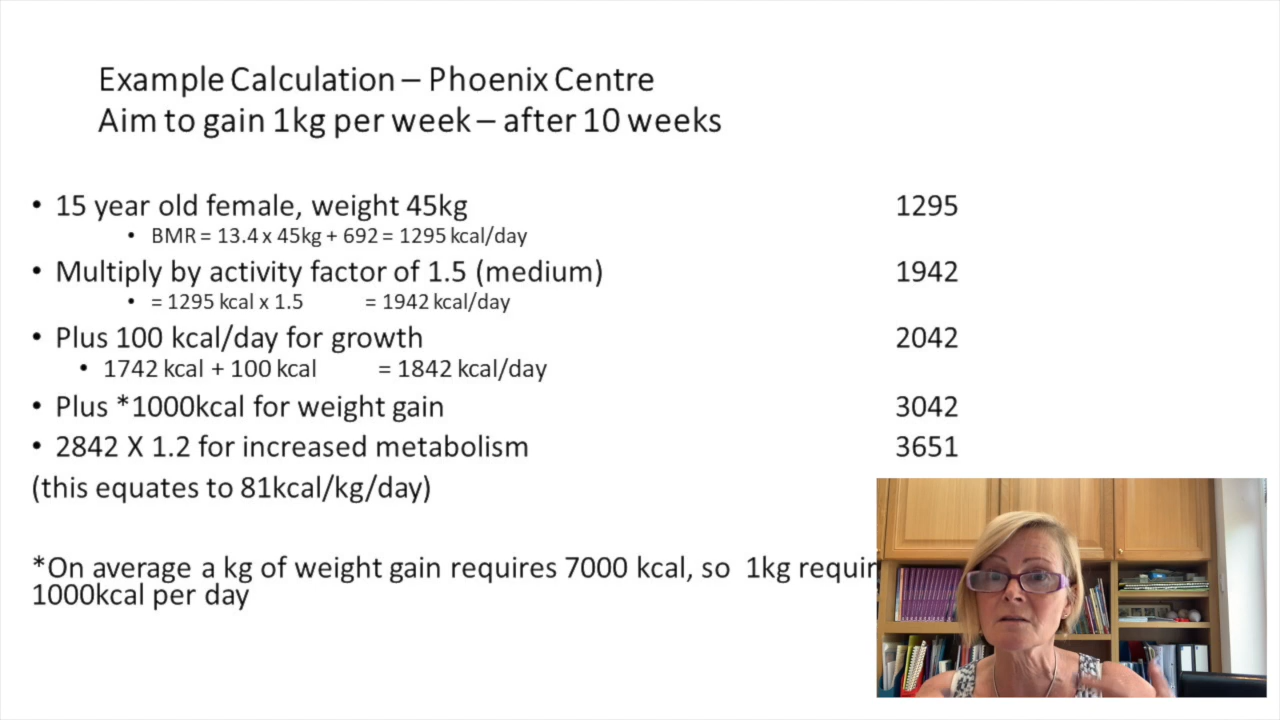 Example Calculation – Phoenix Centre
Aim to gain 1kg per week – after 10 weeks
• 15 year old female, weight 45kg 1295
• BMR = 13.4 x 45kg + 692 = 1295 kcal/day
• Multiply by activity factor of 1.5 (medium) 1942
• = 1295 kcal x 1.5 = 1942 kcal/day
• Plus 100 kcal/day for growth 2042
• 1742 kcal + 100 kcal = 1842 kcal/day
• Plus *1000kcal for weight gain 3042
• 2842 X 1.2 for increased metabolism 3651
(this equates to 81kcal/kg/day)
*On average a kg of weight gain requires 7000 kcal, so 1kg requir
1000kcal per day